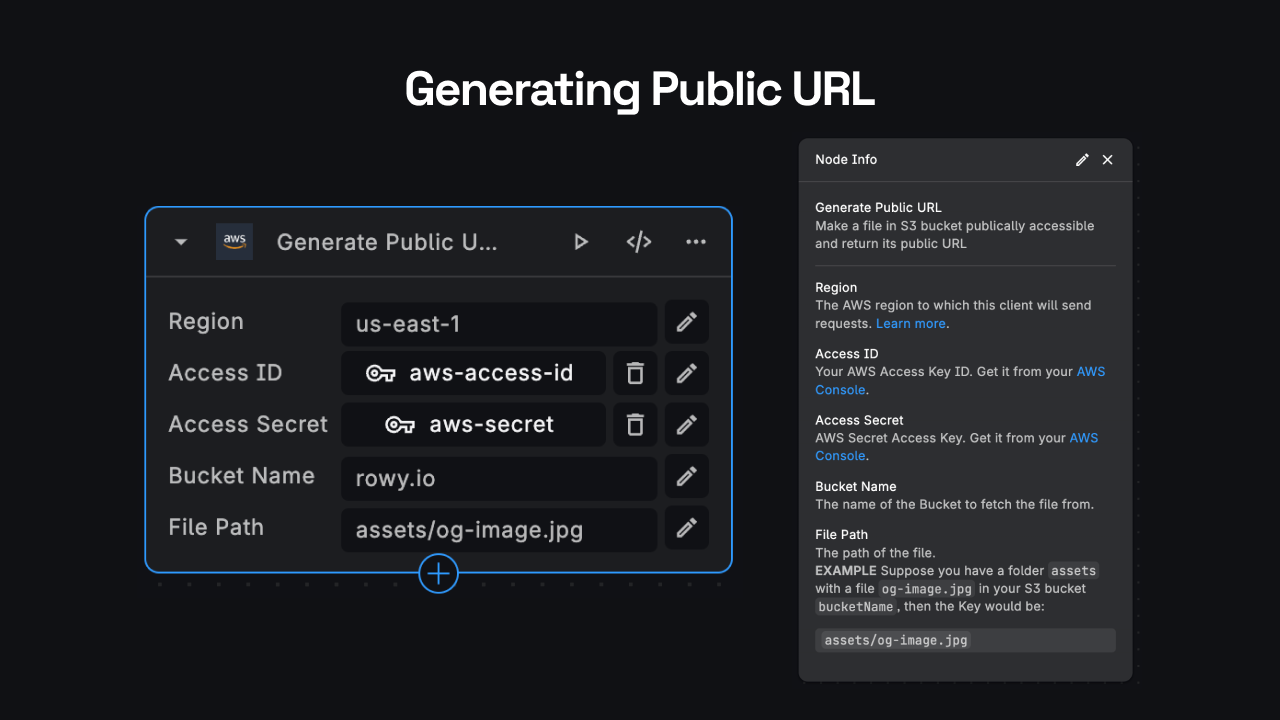 Generating Public URL
aws
Generate Public U...
</>
Region
us-east-1
Access ID
aws-access-id
Access Secret
aws-secret
Bucket Name
rowy.io
File Path
assets/og-image.jpg
Node Info
Generate Public URL
Make a file in S3 bucket publically accessible
and return its public URL
Region
The AWS region to which this client will send
requests. Learn more.
Access ID
Your AWS Access Key ID. Get it from your AWS
Console.
Access Secret
AWS Secret Access Key. Get it from your AWS
Console.
Bucket Name
The name of the Bucket to fetch the file from.
File Path
The path of the file.
EXAMPLE Suppose you have a folder assets
with a file og-image.jpg in your S3 bucket
bucketName, then the Key would be:
assets/og-image.jpg